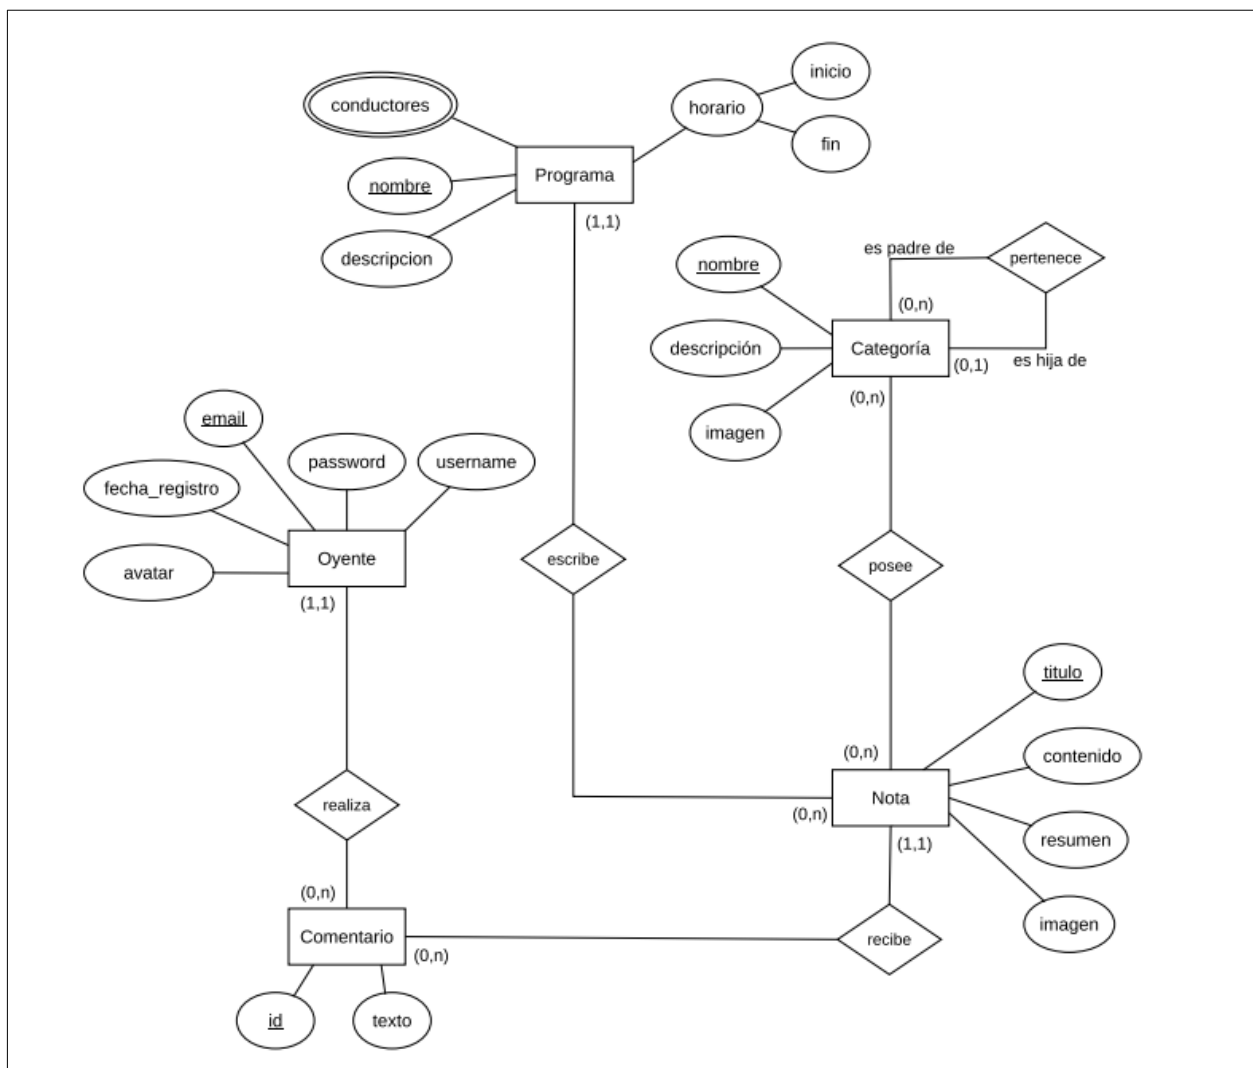 inicio
conductores
horario
fin
Programa
nombre
(1,1)
descripcion
es padre de
pertenece
nombre
(0,n)
descripción
Categoría
(0,1)
es hija de
(0,n)
imagen
email
password
username
fecha_registro
Oyente
escribe
posee
avatar
(1,1)
titulo
(0,n)
contenido
Nota
realiza
(0,n)
(1,1)
resumen
(0,n)
imagen
Comentario
recibe
(0,n)
id
texto